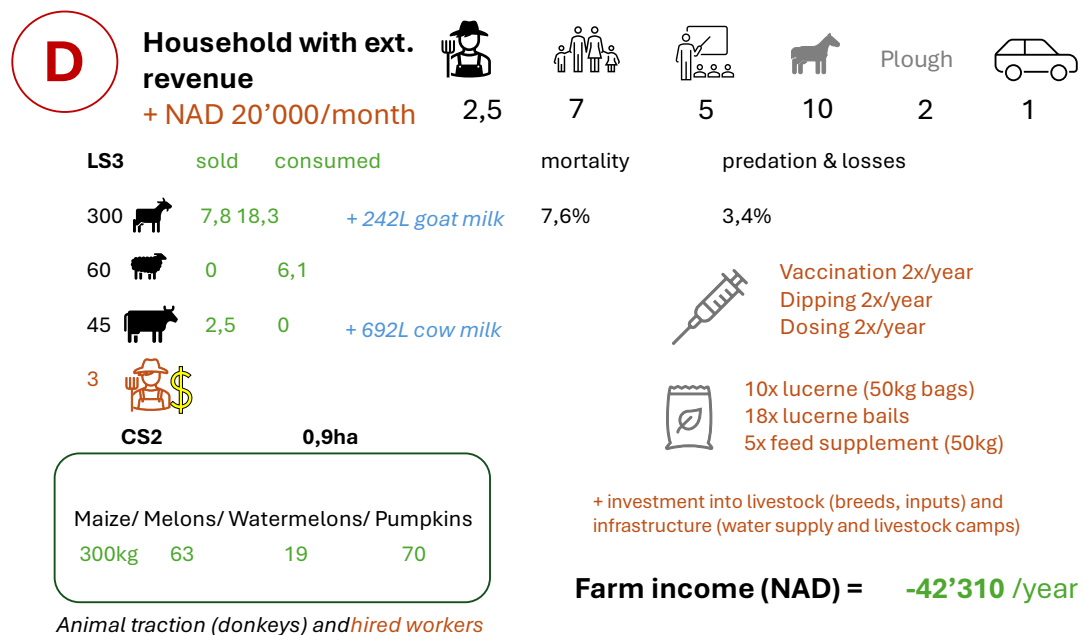 D
Household with ext.
revenue
+ NAD 20’000/month
Plough
2,5 7 5 10 2 1
LS3 sold consumed mortality predation & losses
300 7,8 18,3 + 242L goat milk 7,6% 3,4%
60 0 6,1
45 2,5 0 + 692L cow milk
Vaccination 2x/year
Dipping 2x/year
Dosing 2x/year
3 $
10x lucerne (50kg bags)
18x lucerne bails
5x feed supplement (50kg)
CS2 0,9ha
Maize/ Melons/ Watermelons/ Pumpkins
300kg 63 19 70
+ investment into livestock (breeds, inputs) and
infrastructure (water supply and livestock camps)
Farm income (NAD) = -42’310 /year
Animal traction (donkeys) andhired workers